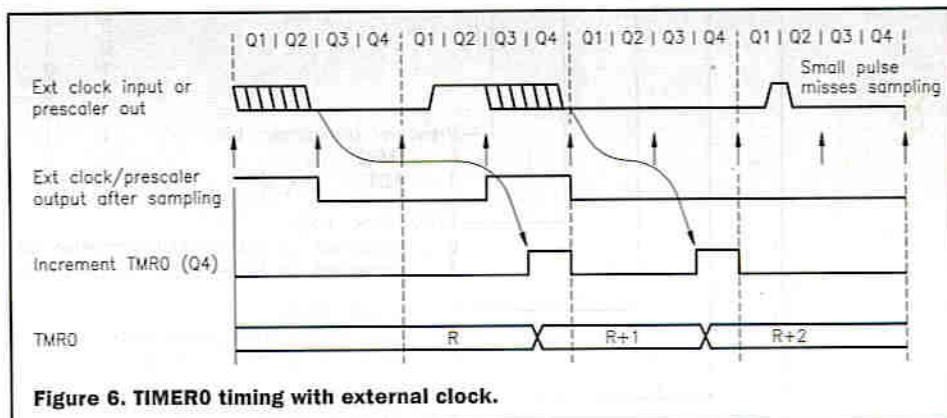 Q1 | Q2 | Q3 | Q4 | Q1 | Q2 | Q3 | Q4 | Q1 | Q2 | Q3 | Q4 | Q1 | Q2 | Q3 | Q4
Ext clock input or
prescaler out
Small pulse
misses sampling
Ext clock/prescaler
output after sampling
Increment TMR0 (Q4)
TMR0
R
R+1
R+2
Figure 6. TIMER0 timing with external clock.